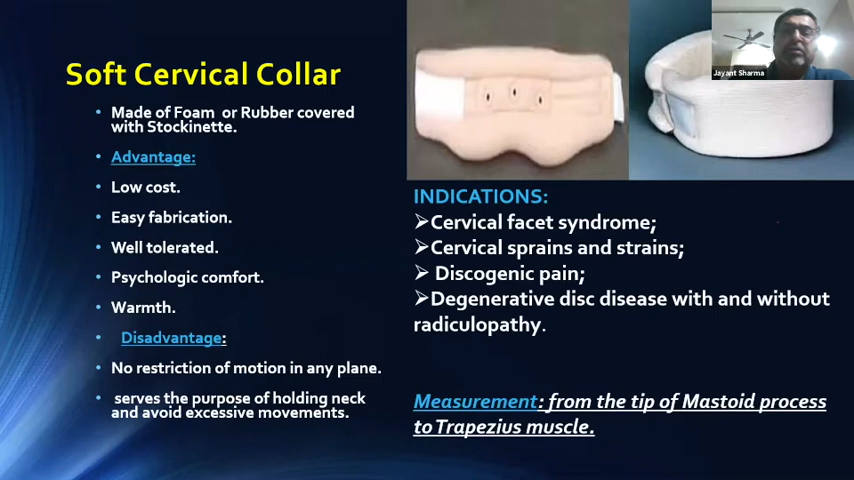 Soft Cervical Collar
• Made of Foam or Rubber covered
with Stockinette.
• Advantage:
• Low cost.
• Easy fabrication.
• Well tolerated.
• Psychologic comfort.
• Warmth.
• Disadvantage:
• No restriction of motion in any plane.
• serves the purpose of holding neck
and avoid excessive movements.
Jayant Sharma
INDICATIONS:
➢Cervical facet syndrome;
➢Cervical sprains and strains;
➢ Discogenic pain;
➢Degenerative disc disease with and without
radiculopathy.
Measurement: from the tip of Mastoid process
to Trapezius muscle.